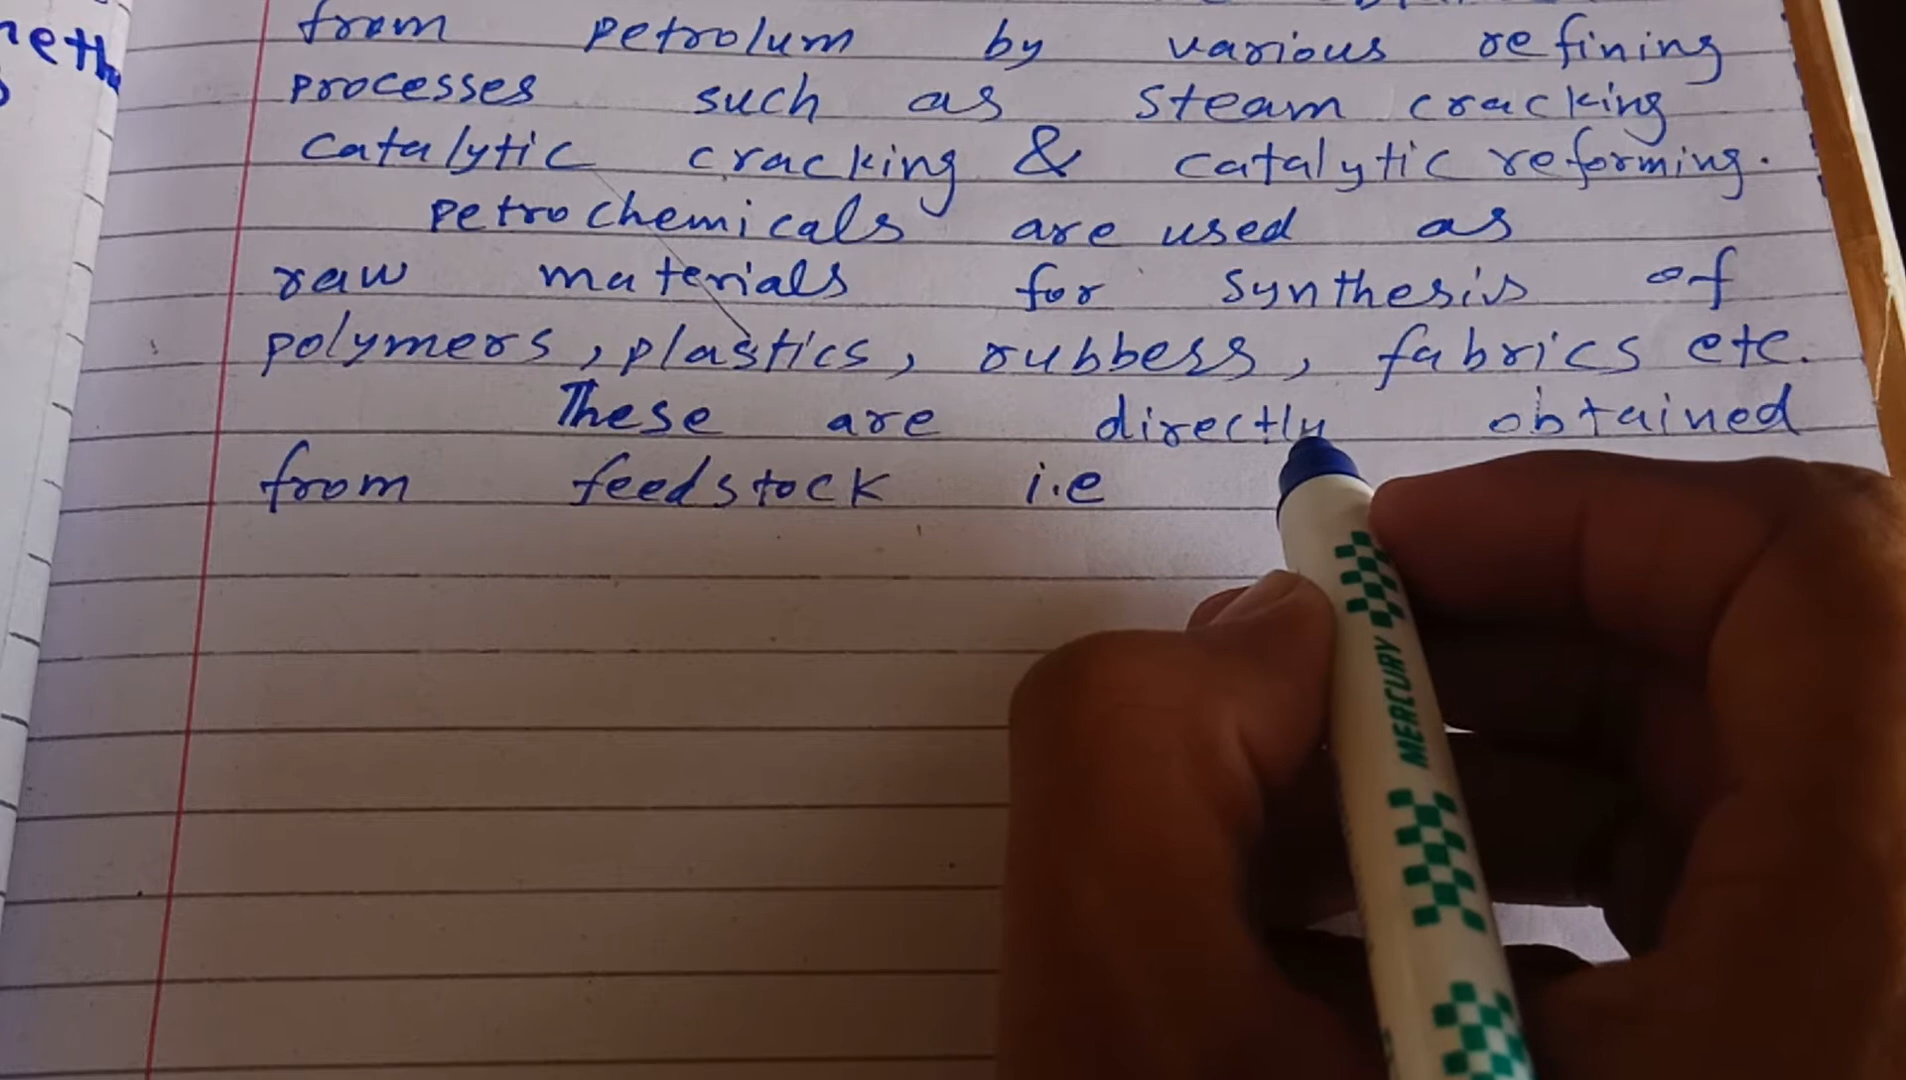 neth
from petrolum by various refining
processes such as steam cracking
catalytic cracking & catalytic reforming.
petrochemicals are used as
raw materials for synthesis of
polymers, plastics, rubbers, fabrics etc.
These are directly obtained
from feedstock i.e
MERCURY